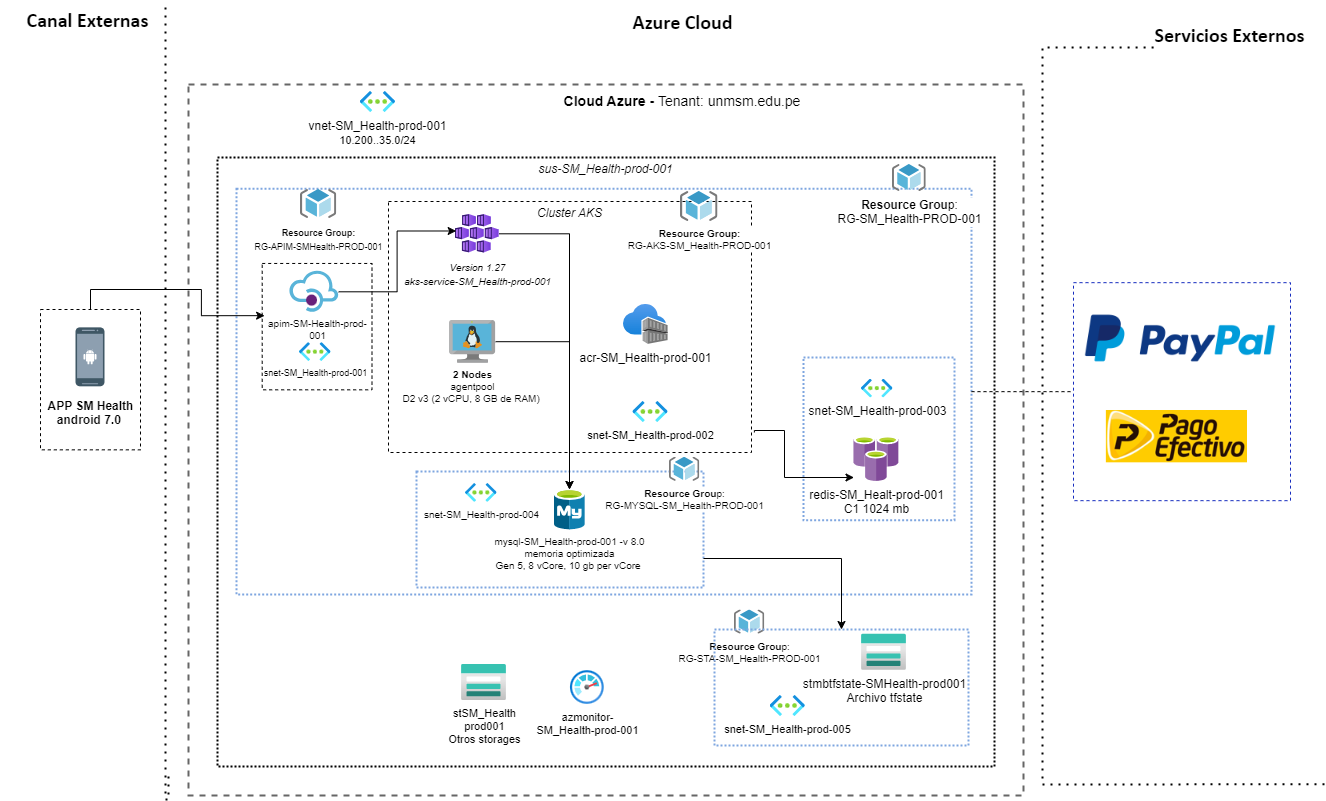 Canal Externas
Azure Cloud
Servicios Externos
Cloud Azure - Tenant: unmsm.edu.pe
vnet-SM_Health-prod-001
10.200..35.0/24
sus-SM_Health-prod-001
Resource Group:
RG-APIM-SMHealth-PROD-001
Cluster AKS
Resource Group:
RG-AKS-SM_Health-PROD-001
Resource Group:
RG-SM_Health-PROD-001
Version 1.27
aks-service-SM_Health-prod-001
apim-SM-Health-prod-
001
snet-SM_Health-prod-001
APP SM Health
android 7.0
2 Nodes
agentpool
D2 v3 (2 vCPU, 8 GB de RAM)
acr-SM_Health-prod-001
snet-SM_Health-prod-002
snet-SM_Health-prod-003
redis-SM_Healt-prod-001
C1 1024 mb
PayPal
Pago
Efectivo
Resource Group:
RG-MYSQL-SM_Health-PROD-001
snet-SM_Health-prod-004
My
mysql-SM_Health-prod-001 -v 8.0
memoria optimizada
Gen 5, 8 vCore, 10 gb per vCore
Resource Group:
RG-STA-SM_Health-PROD-001
stmbtfstate-SMHealth-prod001
Archivo tfstate
snet-SM_Health-prod-005
stSM_Health
prod001
Otros storages
azmonitor-
SM_Health-prod-001